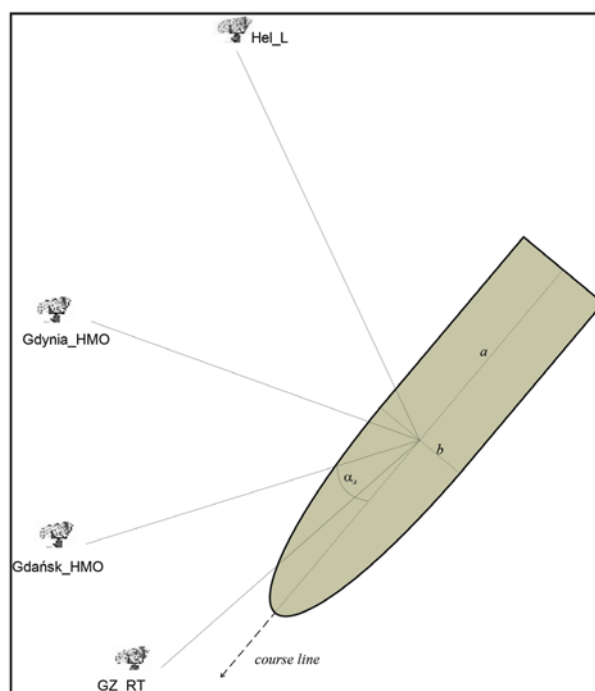 Hel_L
Gdynia_HMO
a
b
αA
Gdańsk_HMO
course line
GZ_RT